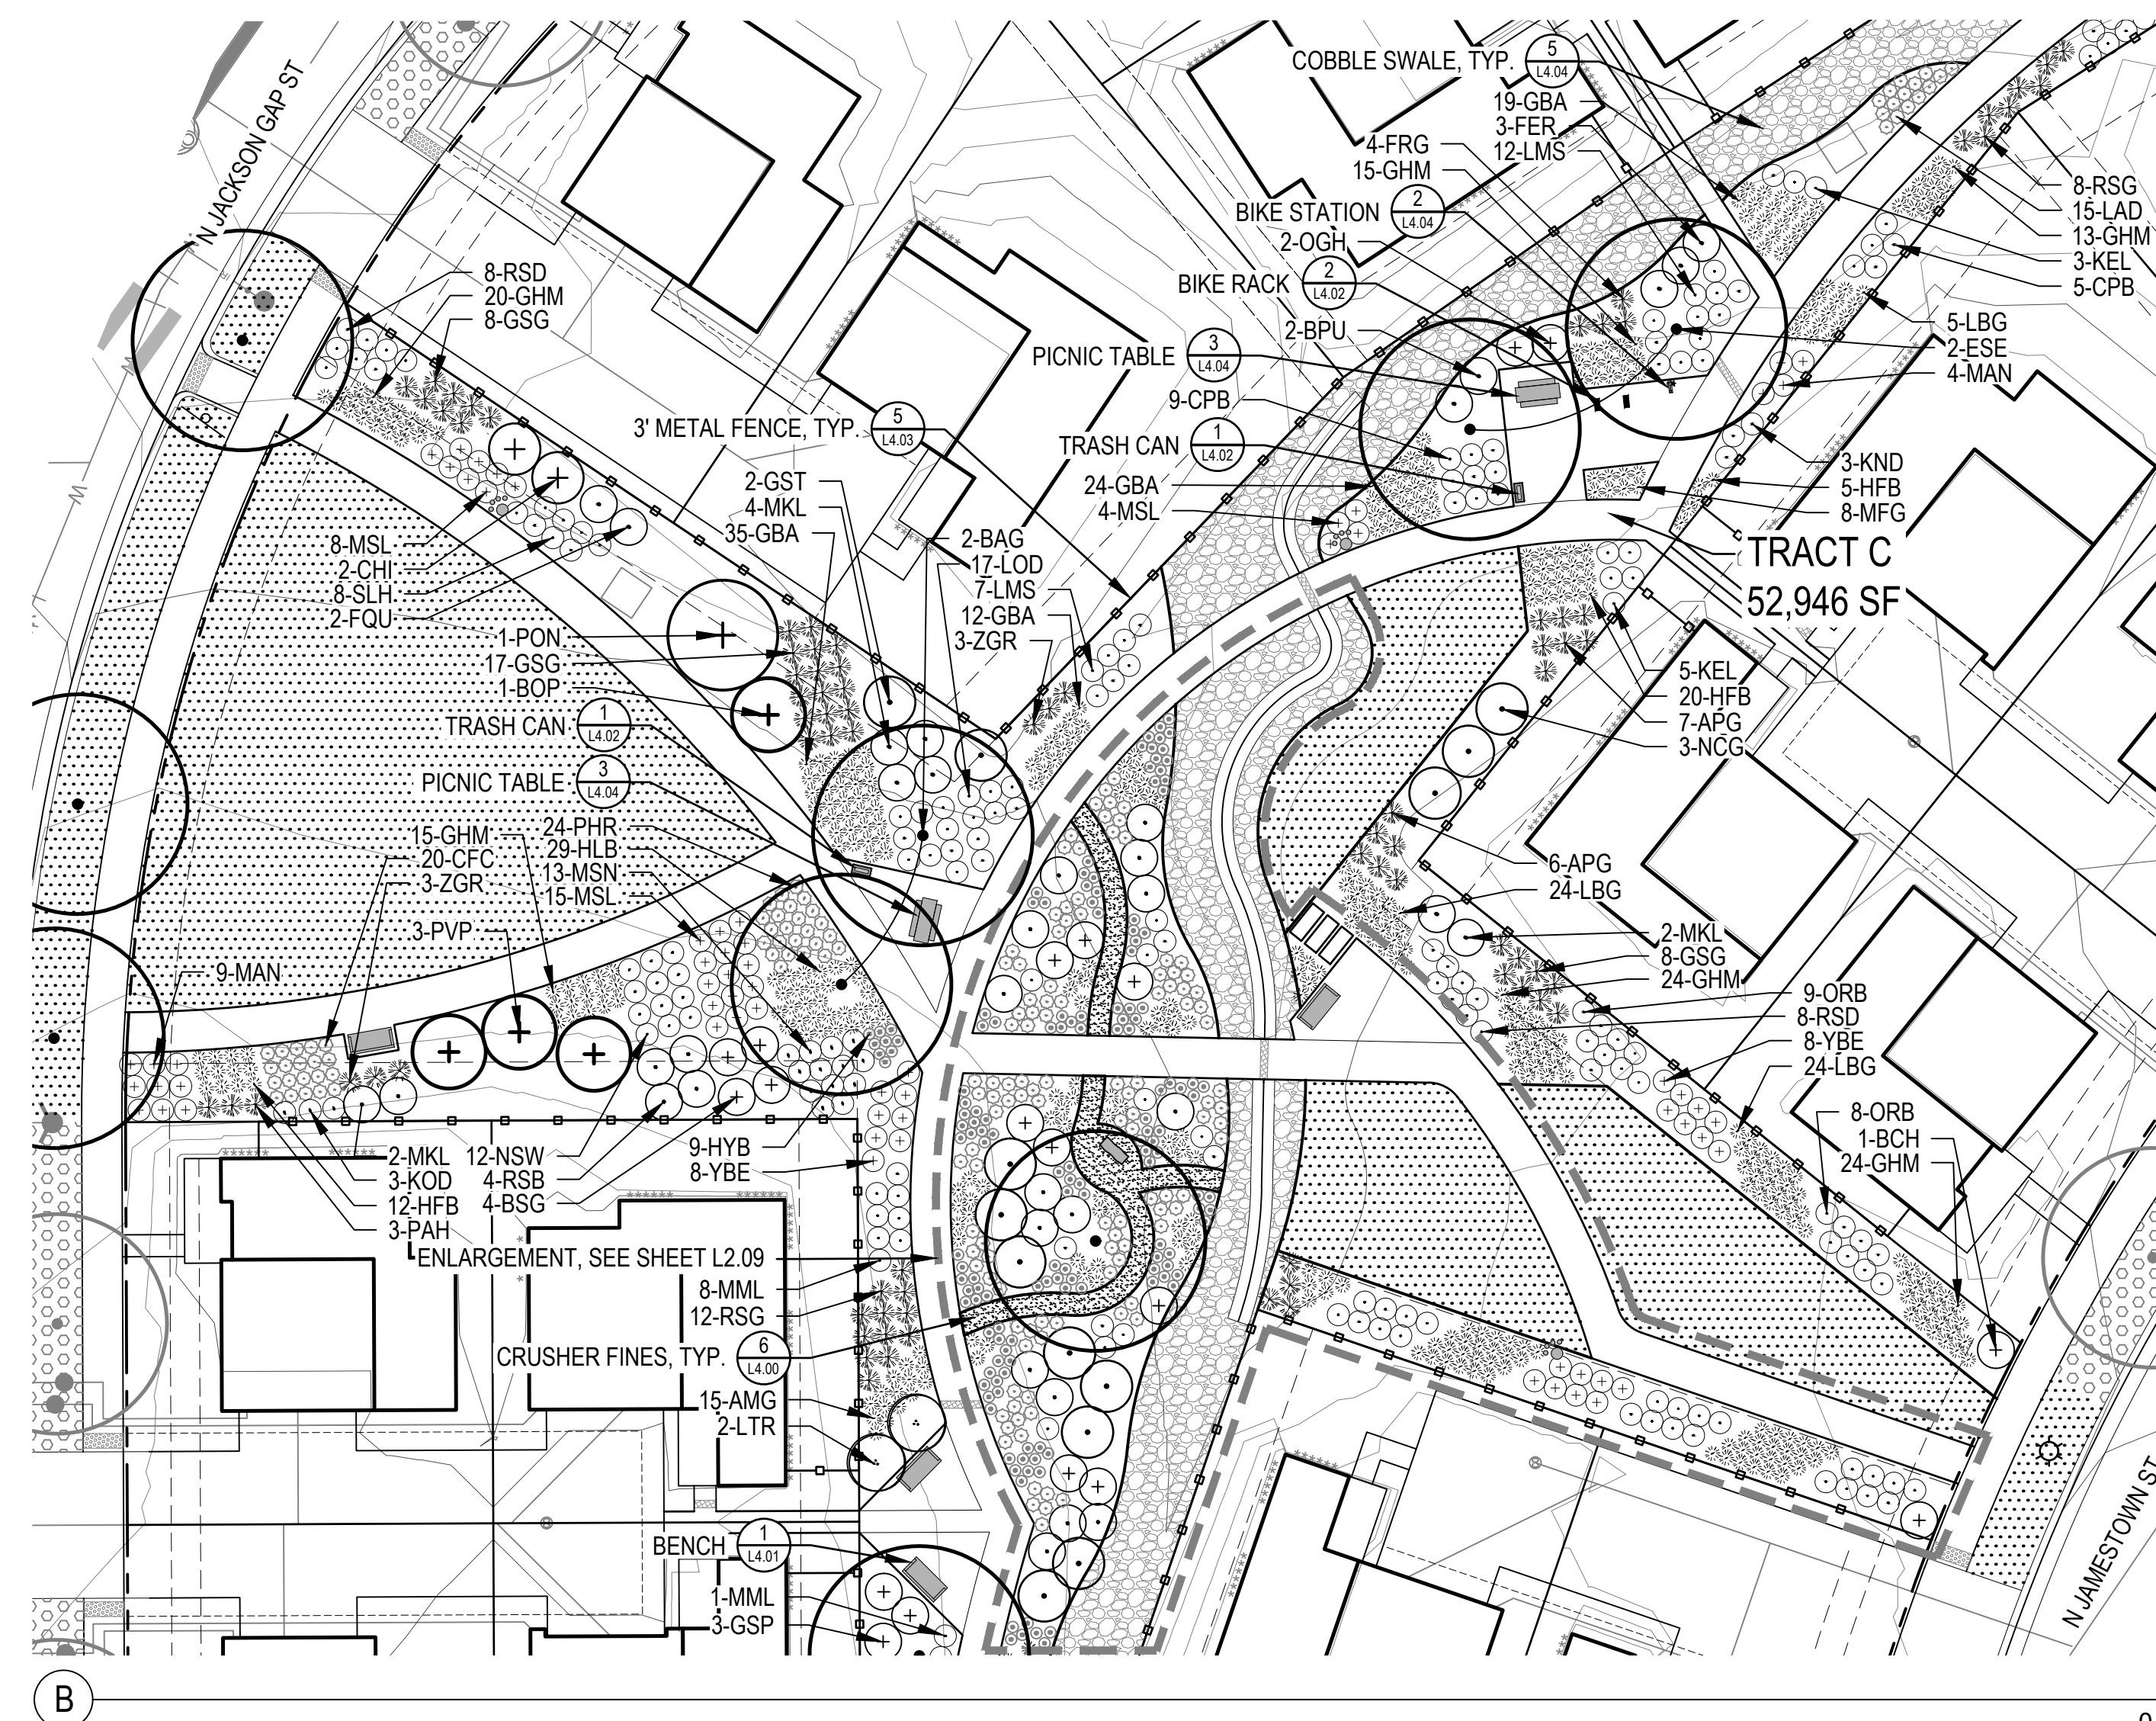 COBBLE SWALE, TYP. 5 L4.04
19-GBA
3-FER
12-LMS
4-FRG
15-GHM
BIKE STATION 2 L4.04
2-OGH
BIKE RACK 2 L4.02
2-BPU
PICNIC TABLE 3 L4.04
9-CPB
TRASH CAN 1 L4.02
24-GBA
4-MSL
8-RSG
15-LAD
13-GHM
3-KEL
5-CPB
5-LBG
2-ESE
4-MAN
3-KND
5-HFB
8-MFG
TRACT C
52,946 SF
N JACKSON GAP ST
8-RSD
20-GHM
8-GSG
3' METAL FENCE, TYP. 5 L4.03
2-GST
4-MKL
35-GBA
2-BAG
17-LOD
7-LMS
12-GBA
3-ZGR
8-MSL
2-CHI
8-SLH
2-FQU
1-PON
17-GSG
1-BOP
TRASH CAN 1 L4.02
PICNIC TABLE 3 L4.04
5-KEL
20-HFB
7-APG
3-NCG
15-GHM
20-CFC
3-ZGR
24-PHR
29-HLB
13-MSN
15-MSL
3-PVP
9-MAN
6-APG
24-LBG
2-MKL
8-GSG
24-GHM
9-ORB
8-RSD
8-YBE
24-LBG
8-ORB
1-BCH
24-GHM
2-MKL
3-KOD
12-HFB
3-PAH
12-NSW
4-RSB
4-BSG
9-HYB
8-YBE
ENLARGEMENT, SEE SHEET L2.09
8-MML
12-RSG
CRUSHER FINES, TYP. 6 L4.00
15-AMG
2-LTR
BENCH 1 L4.01
1-MML
3-GSP
N JAMESTOWN ST
W
W
B